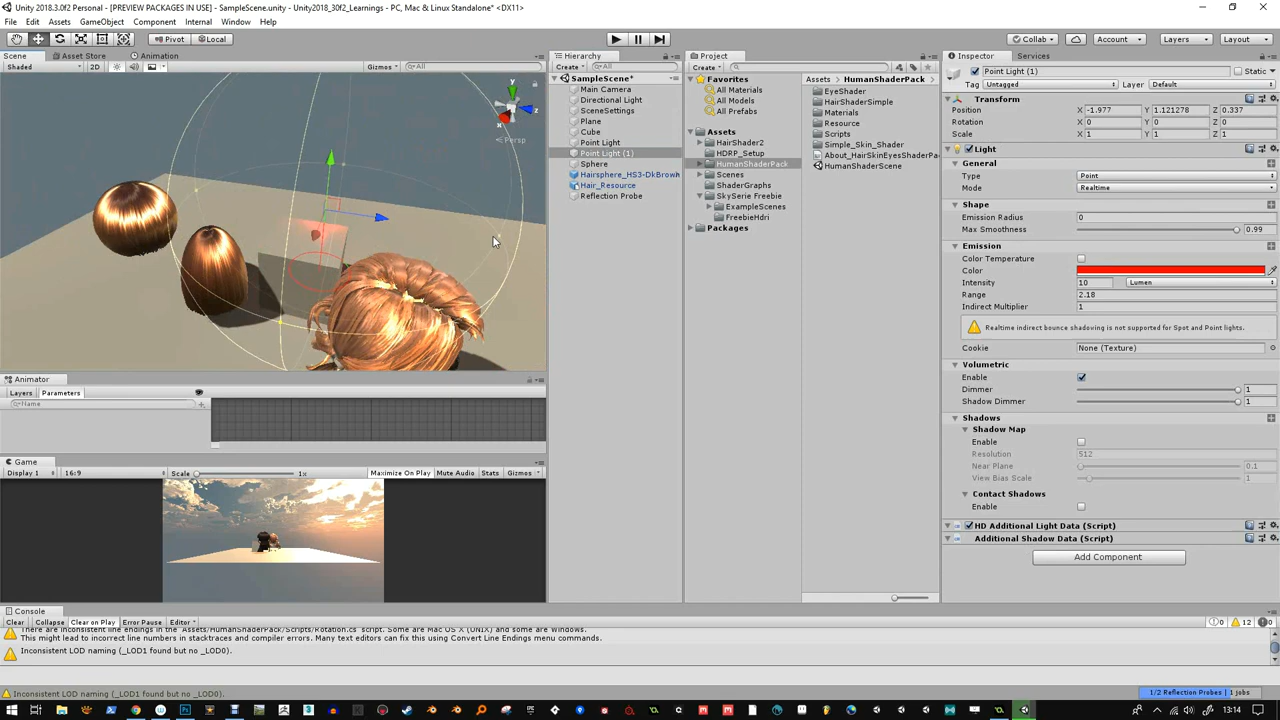 Unity 2018.3.0f2 Personal - [PREVIEW PACKAGES IN USE] - SampleScene.unity - Unity2018_30f2_Learnings - PC, Mac & Linux Standalone* <DX11>
File Edit Assets GameObject Component Internal Window Help
Pivot Local
Collab Account Layers Layout
Scene Asset Store Animation
Shaded 2D Gizmos All
y
z
x
Persp
Animator
Layers Parameters
Name
Game
Display 1 16:9 Scale 1x Maximize On Play Mute Audio Stats Gizmos
Hierarchy
Create All
SampleScene*
Main Camera
Directional Light
SceneSettings
Plane
Cube
Point Light
Point Light (1)
Sphere
Hairsphere_HS3-DkBrown
Hair_Resource
Reflection Probe
Project
Create
Favorites
All Materials
All Models
All Prefabs
Assets
HairShader2
HDRP_Setup
HumanShaderPack
Scenes
ShaderGraphs
SkySerie Freebie
ExampleScenes
FreebieHdri
Packages
Assets HumanShaderPack
EyeShader
HairShaderSimple
Materials
Resource
Scripts
Simple_Skin_Shader
About_HairSkinEyesShaderPa
HumanShaderScene
Inspector Services
Point Light (1) Static
Tag Untagged Layer Default
Transform
Position X -1.977 Y 1.121278 Z 0.337
Rotation X 0 Y 0 Z 0
Scale X 1 Y 1 Z 1
Light
General
Type Point
Mode Realtime
Shape
Emission Radius 0
Max Smoothness 0.99
Emission
Color Temperature
Color
Intensity 10 Lumen
Range 2.18
Indirect Multiplier 1
Realtime indirect bounce shadowing is not supported for Spot and Point lights.
Cookie None (Texture)
Volumetric
Enable
Dimmer 1
Shadow Dimmer 1
Shadows
Shadow Map
Enable
Resolution 512
Near Plane 0.1
View Bias Scale 1
Contact Shadows
Enable
HD Additional Light Data (Script)
Additional Shadow Data (Script)
Add Component
Console
Clear Collapse Clear on Play Error Pause Editor 0 12 0
There are inconsistent line endings in the 'Assets/HumanShaderPack/Scripts/Rotation.cs' script. Some are Mac OS X (UNIX) and some are Windows.
This might lead to incorrect line numbers in stacktraces and compiler errors. Many text editors can fix this using Convert Line Endings menu commands.
Inconsistent LOD naming (_LOD1 found but no _LOD0).
Inconsistent LOD naming (_LOD1 found but no _LOD0).
1/2 Reflection Probes | 1 jobs
13:14